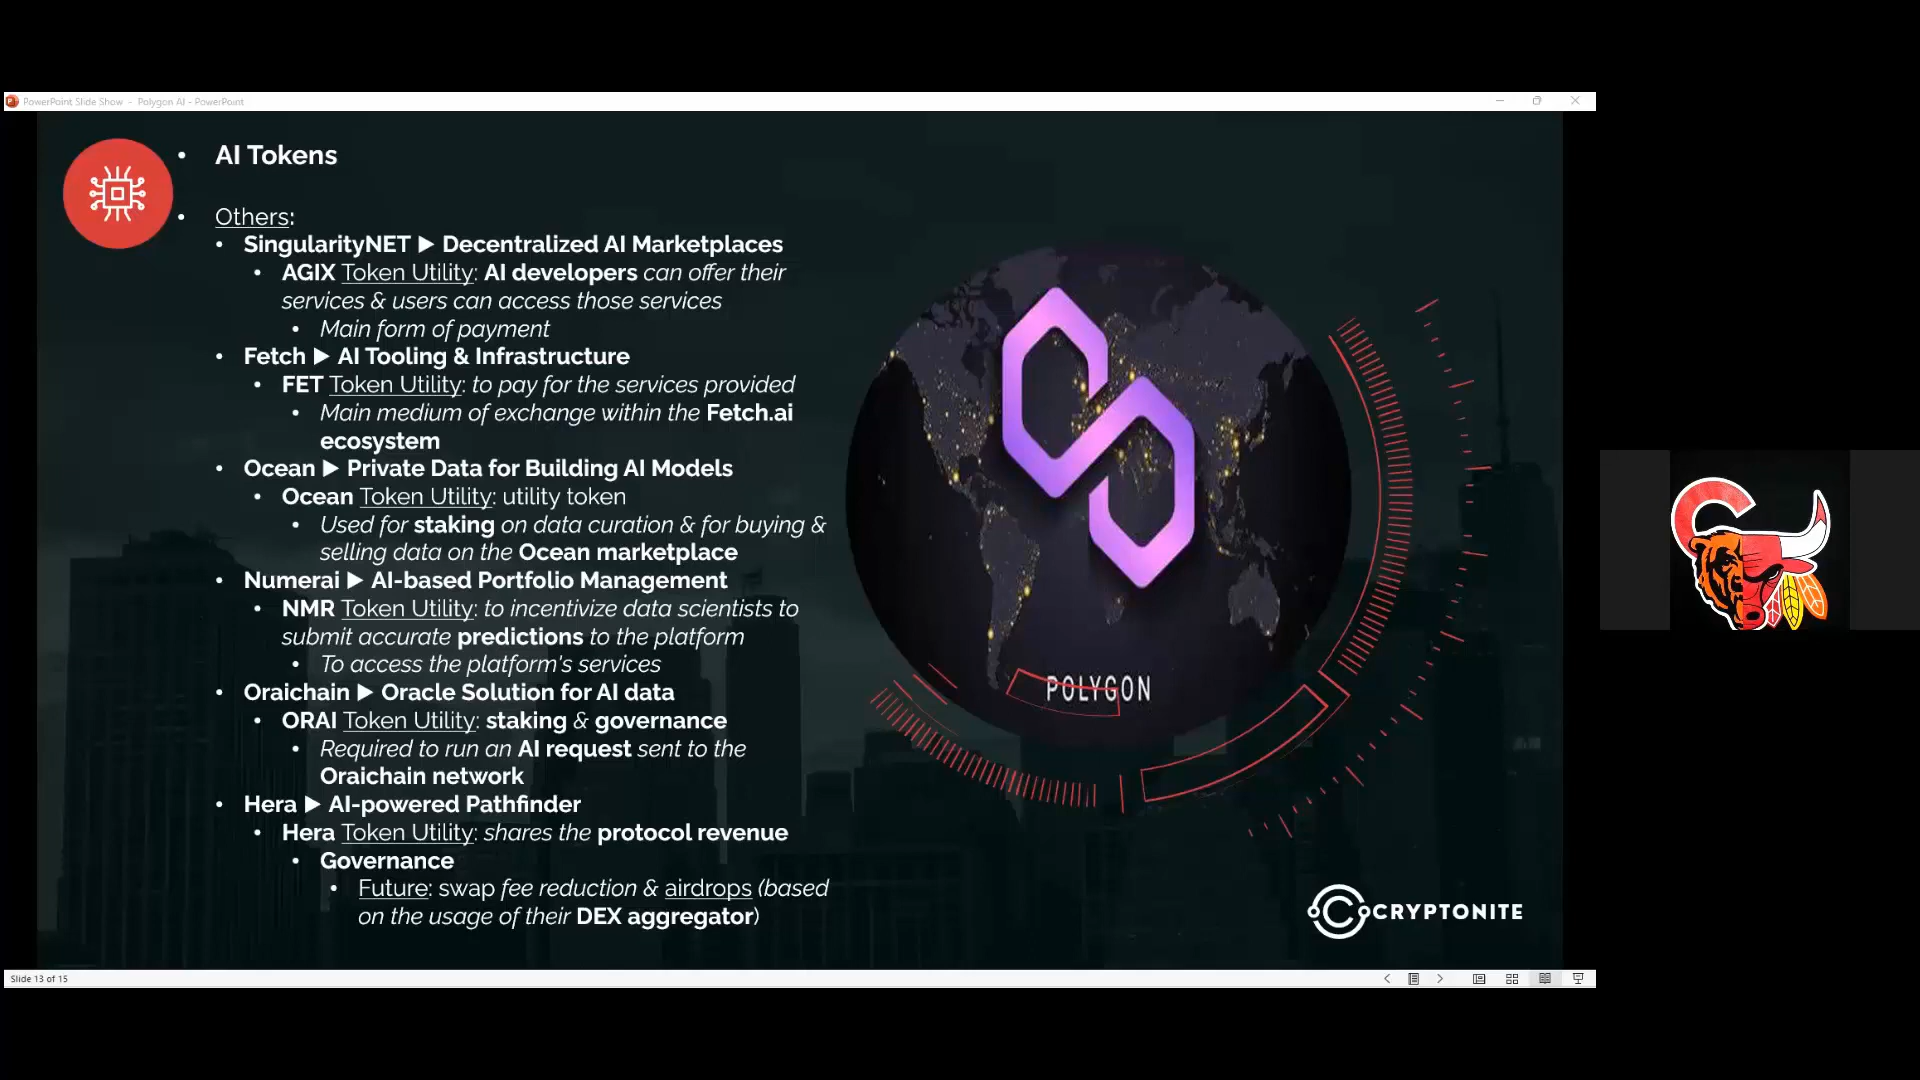 PowerPoint Slide Show - Polygon AI - PowerPoint
• AI Tokens
• Others:
• SingularityNET ▶ Decentralized AI Marketplaces
• AGIX Token Utility: AI developers can offer their
services & users can access those services
• Main form of payment
• Fetch ▶ AI Tooling & Infrastructure
• FET Token Utility: to pay for the services provided
• Main medium of exchange within the Fetch.ai
ecosystem
• Ocean ▶ Private Data for Building AI Models
• Ocean Token Utility: utility token
• Used for staking on data curation & for buying &
selling data on the Ocean marketplace
• Numerai ▶ AI-based Portfolio Management
• NMR Token Utility: to incentivize data scientists to
submit accurate predictions to the platform
• To access the platform's services
• Oraichain ▶ Oracle Solution for AI data
• ORAI Token Utility: staking & governance
• Required to run an AI request sent to the
Oraichain network
• Hera ▶ AI-powered Pathfinder
• Hera Token Utility: shares the protocol revenue
• Governance
• Future: swap fee reduction & airdrops (based
on the usage of their DEX aggregator)
POLYGON
CRYPTONITE
Slide 13 of 15